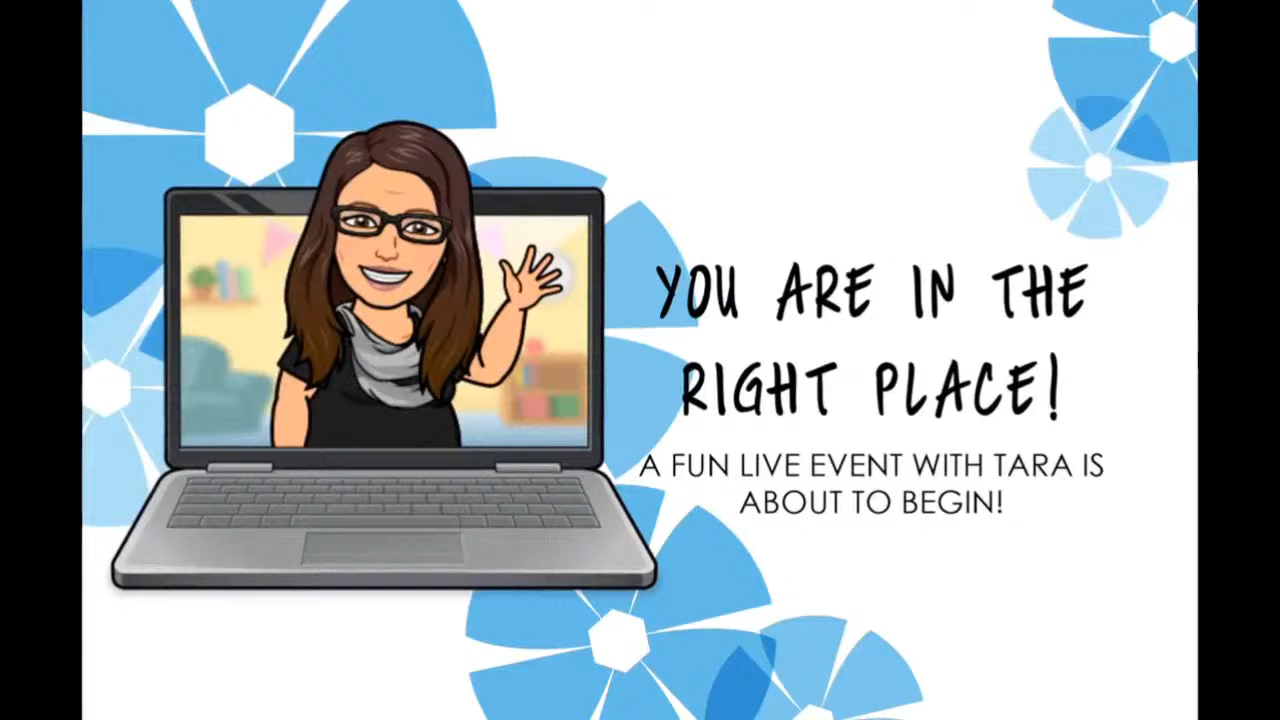 YOU ARE IN THE
RIGHT PLACE!
A FUN LIVE EVENT WITH TARA IS
ABOUT TO BEGIN!